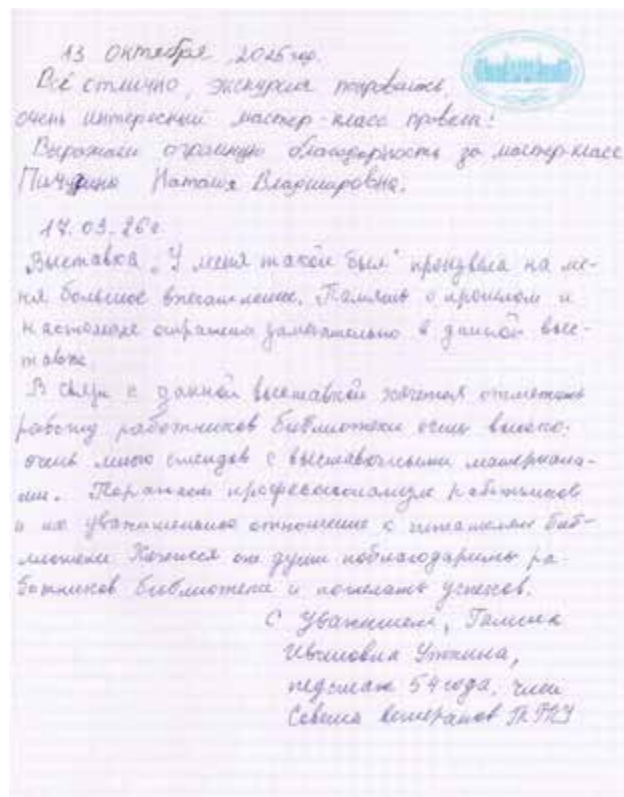 13 октября 2025 год.
Всё отлично, экскурсия понравилась,
очень интересный мастер-класс провели!
Выражаем огромную благодарность за мастер-класс
Наталия Владимировна.
17.03.26г
Выставка „У меня такой был" произвела на ме-
ня большое впечатление. Память о прошлом и
настоящем отражена замечательно в данной выс-
тавке.
В связи с данной выставкой хочется отметить
работу работников библиотеки очень высоко:
очень много стендов с выставочными материала-
ми. Поражает профессионализм работников
и их уважительное отношение к читателям биб-
лиотеки. Хочется от души поблагодарить ра-
ботников библиотеки и пожелать успехов.
С уважением, Галина
Уткина,
педстаж 54 года, член
Совета ветеранов